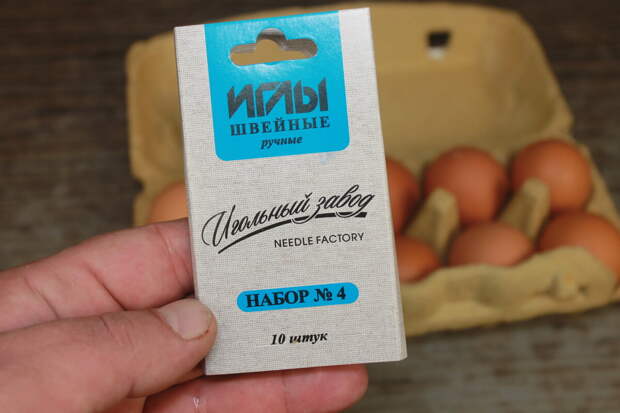 ИГЛЫ
ШВЕЙНЫЕ
ручные
Игольный завод
NEEDLE FACTORY
НАБОР № 4
10 штук